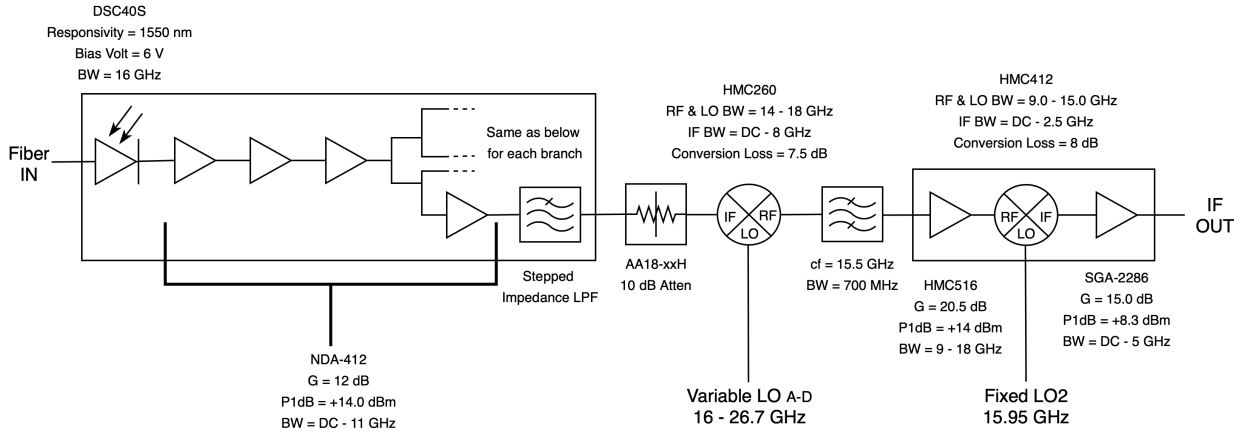 DSC40S
Responsivity = 1550 nm
Bias Volt = 6 V
BW = 16 GHz
Fiber
IN
Same as below
for each branch
Stepped
Impedance LPF
NDA-412
G = 12 dB
P1dB = +14.0 dBm
BW = DC - 11 GHz
AA18-xxH
10 dB Atten
HMC260
RF & LO BW = 14 - 18 GHz
IF BW = DC - 8 GHz
Conversion Loss = 7.5 dB
IF
RF
LO
Variable LO A-D
16 - 26.7 GHz
cf = 15.5 GHz
BW = 700 MHz
HMC412
RF & LO BW = 9.0 - 15.0 GHz
IF BW = DC - 2.5 GHz
Conversion Loss = 8 dB
RF
IF
LO
HMC516
G = 20.5 dB
P1dB = +14 dBm
BW = 9 - 18 GHz
Fixed LO2
15.95 GHz
SGA-2286
G = 15.0 dB
P1dB = +8.3 dBm
BW = DC - 5 GHz
IF
OUT